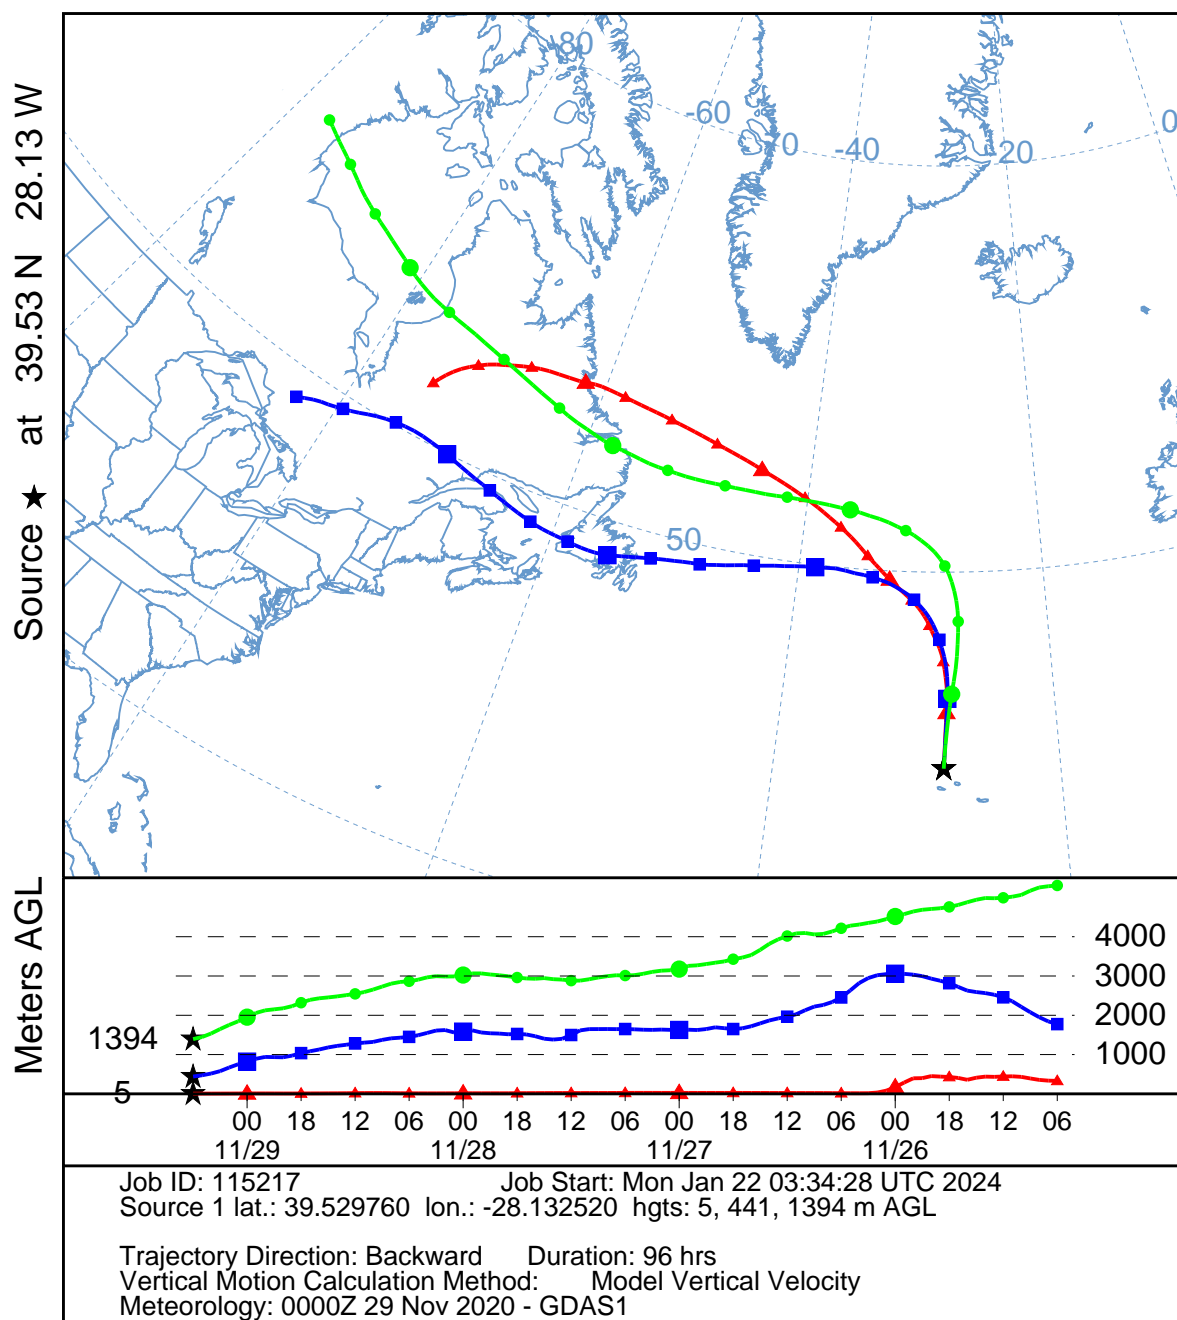 Source ★ at 39.53 N 28.13 W
80
-60
0
-40
-20
0
50
Meters AGL
4000
3000
2000
1000
1394
5
00 18 12 06 00 18 12 06 00 18 12 06 00 18 12 06
11/29 11/28 11/27 11/26
Job ID: 115217 Job Start: Mon Jan 22 03:34:28 UTC 2024
Source 1 lat.: 39.529760 lon.: -28.132520 hgts: 5, 441, 1394 m AGL
Trajectory Direction: Backward Duration: 96 hrs
Vertical Motion Calculation Method: Model Vertical Velocity
Meteorology: 0000Z 29 Nov 2020 - GDAS1